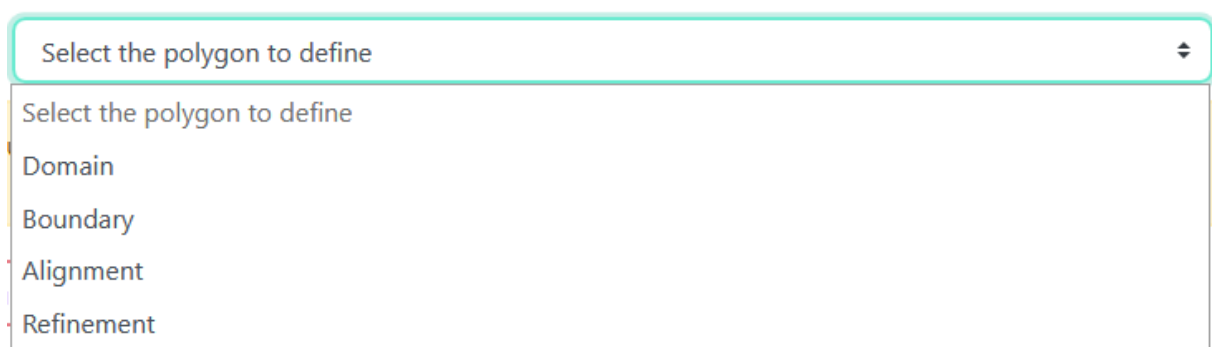 Select the polygon to define
Select the polygon to define
Domain
Boundary
Alignment
Refinement